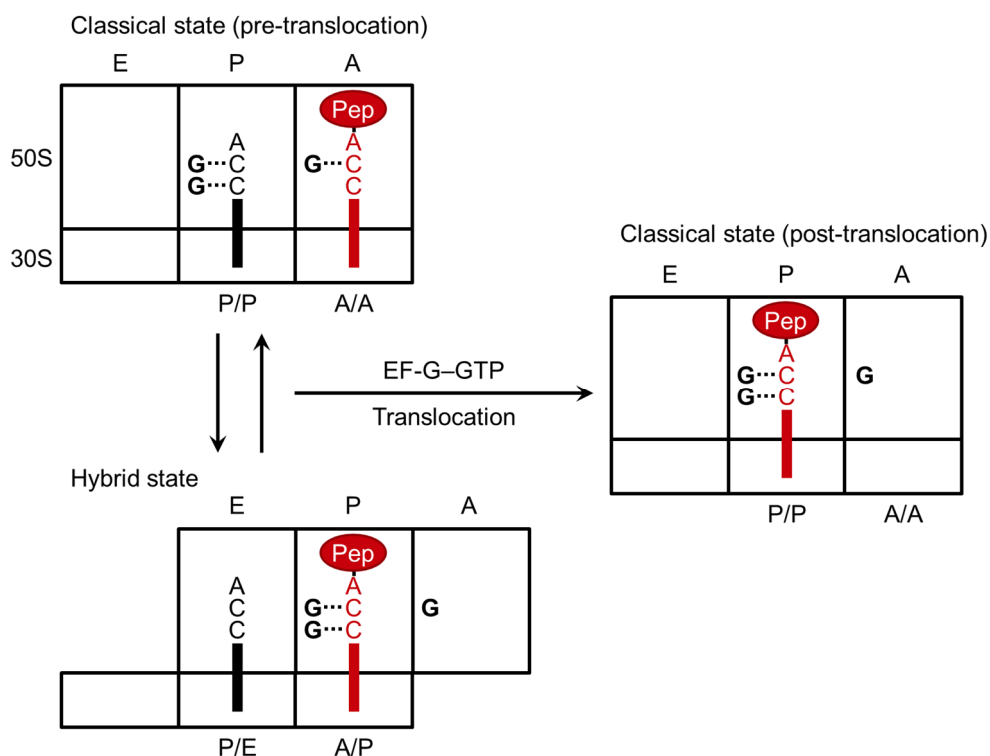 Classical state (pre-translocation)
E P A
Pep
A A
50S G C G C
G C C
30S
P/P A/A
Classical state (post-translocation)
E P A
Pep
A
G C G
G C
P/P A/A
EF-G–GTP
Translocation
Hybrid state
E P A
Pep
A A
C G C G
C G C
P/E A/P